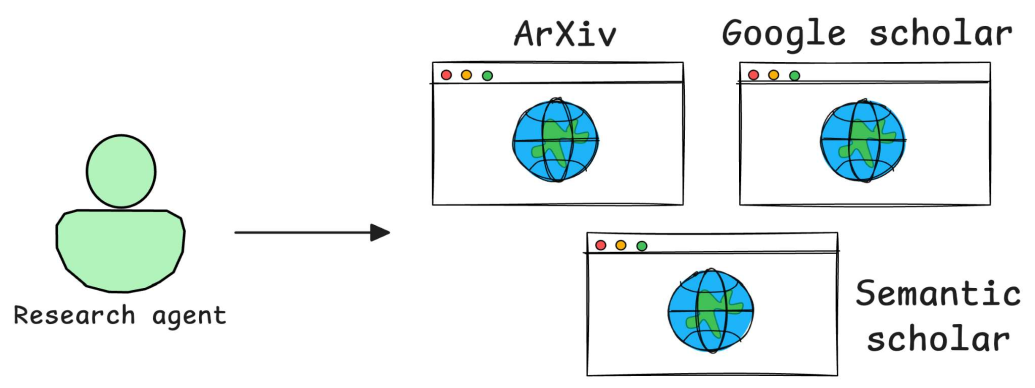 ArXiv
Google scholar
Research agent
Semantic
scholar